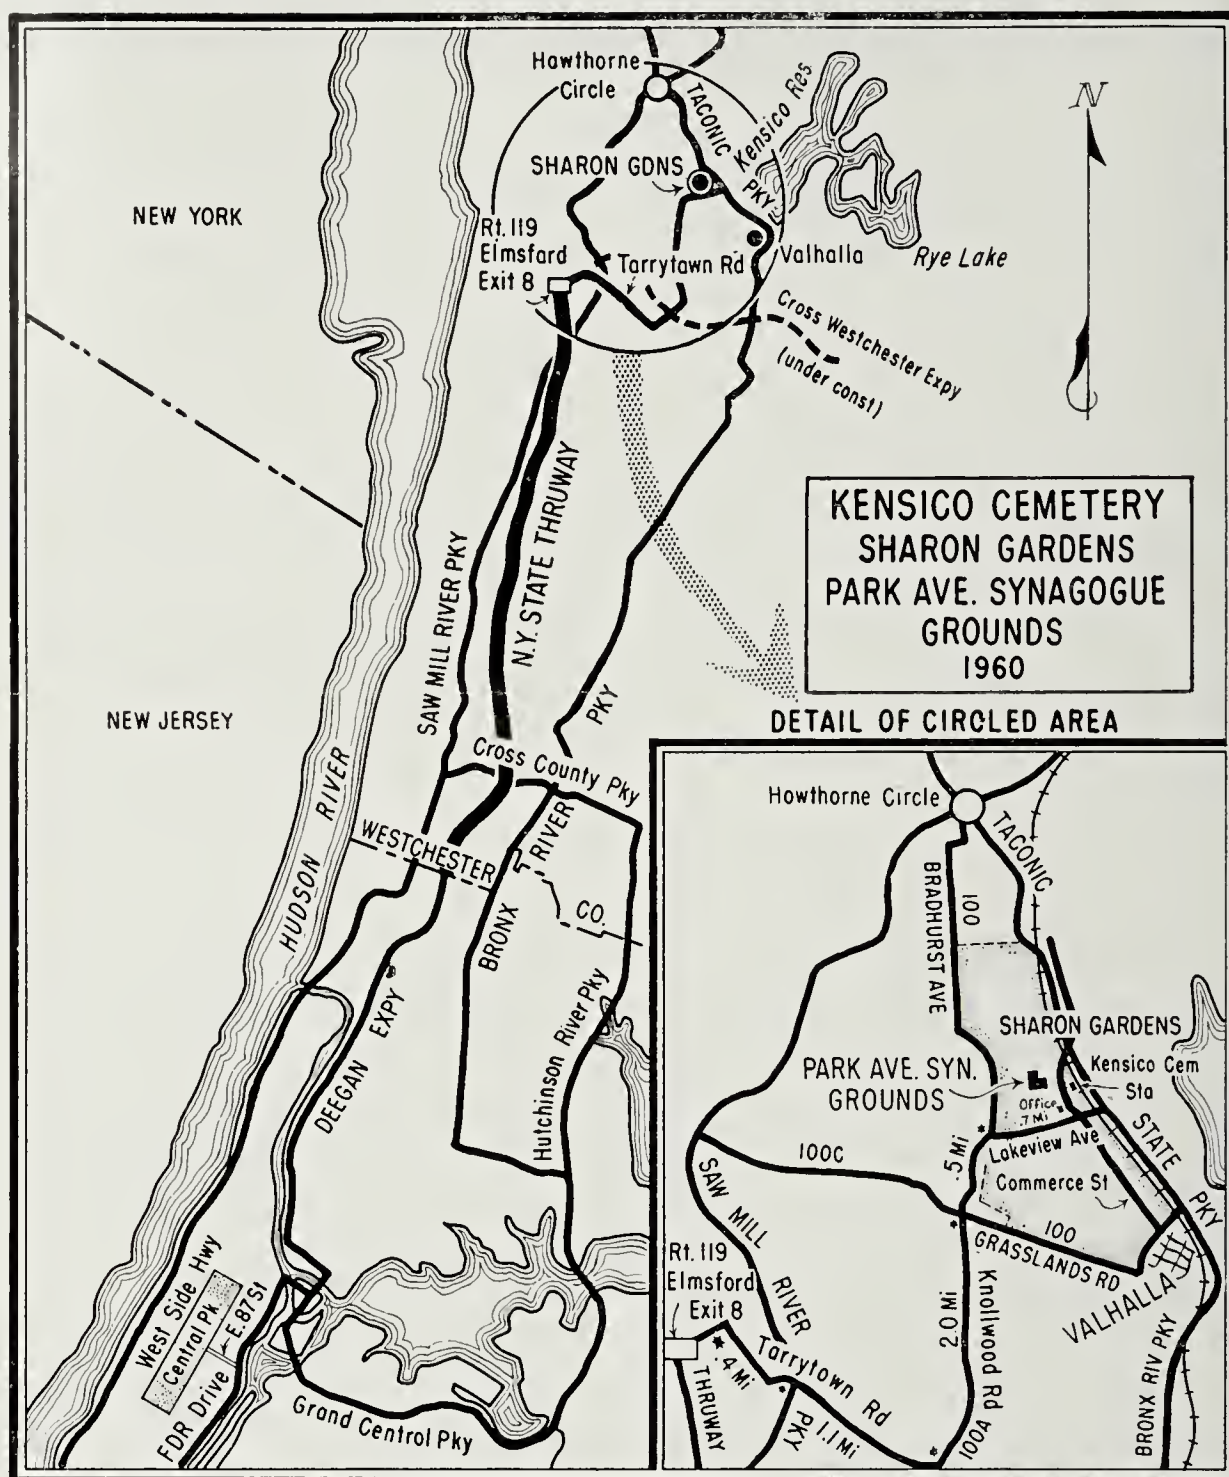 Hawthorne
Circle
TACONIC
PKY
Kensico Res
N
SHARON GDNS
NEW YORK
Rt. 119
Elmsford
Exit 8
Tarrytown Rd
Valhalla
Rye Lake
Cross Westchester Expy
(under const)
KENSICO CEMETERY
SHARON GARDENS
PARK AVE. SYNAGOGUE
GROUNDS
1960
SAW MILL RIVER PKY
N.Y. STATE THRUWAY
PKY
NEW JERSEY
DETAIL OF CIRCLED AREA
Cross County Pky
HUDSON RIVER
WESTCHESTER
CO.
BRONX RIVER
DEEGAN EXPY
Hutchinson River Pky
West Side Hwy
Central Pk.
E. 87 St
FDR Drive
Grand Central Pky
Howthorne Circle
TACONIC
STATE PKY
BRADHURST AVE
100
SHARON GARDENS
PARK AVE. SYN.
GROUNDS
Kensico Cem
Sta
Office
.7 Mi
Lakeview Ave
.5 Mi
100C
Commerce St
100
GRASSLANDS RD
VALHALLA
SAW MILL RIVER
PKY
Rt. 119
Elmsford
Exit 8
THRUWAY
.4 Mi
Tarrytown Rd
1.1 Mi
2.0 Mi
Knollwood Rd
100A
BRONX RIV PKY